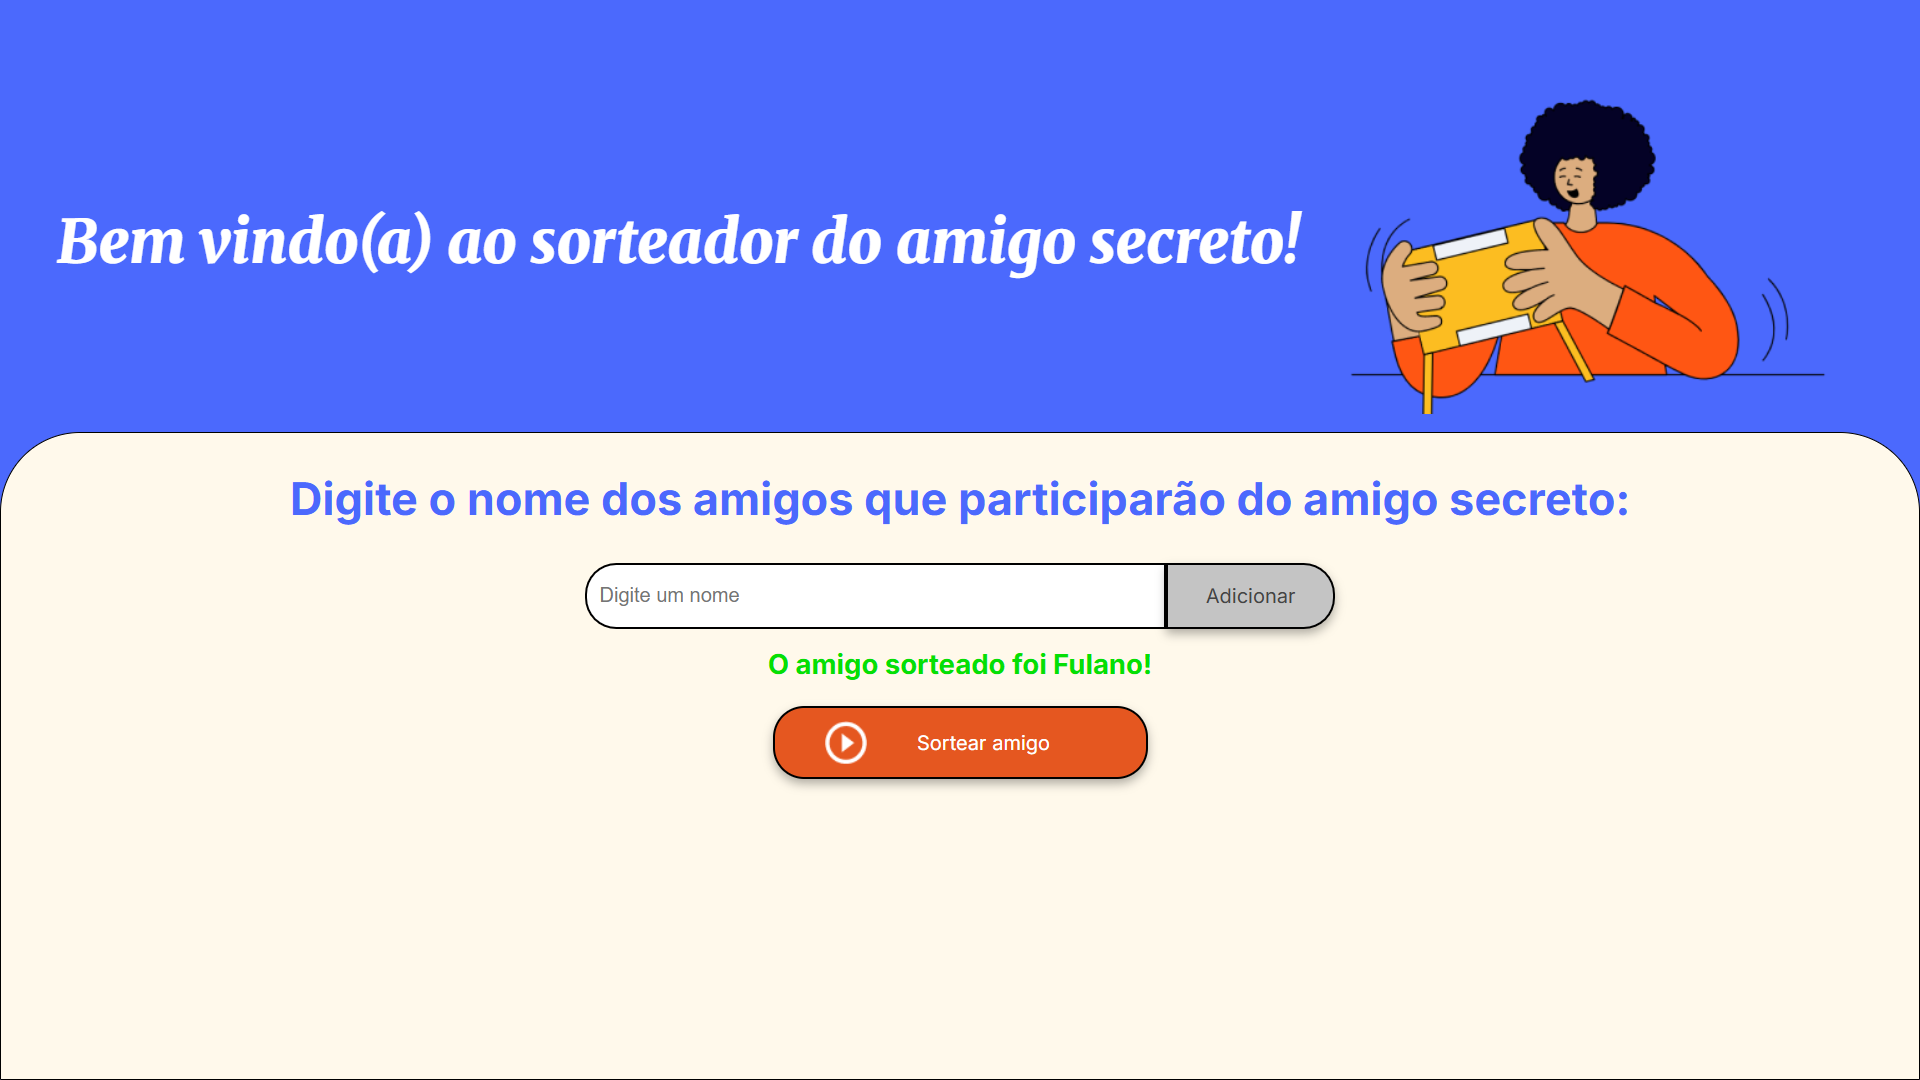 Bem vindo(a) ao sorteador do amigo secreto!
Digite o nome dos amigos que participarão do amigo secreto:
Digite um nome
Adicionar
O amigo sorteado foi Fulano!
Sortear amigo